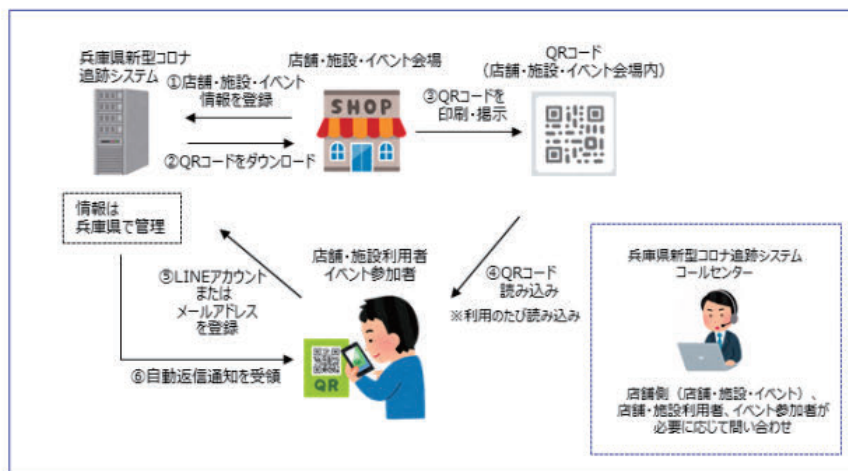 兵庫県新型コロナ
追跡システム
①店舗・施設・イベント
情報を登録
②QRコードをダウンロード
店舗・施設・イベント会場
SHOP
③QRコードを
印刷・掲示
QRコード
(店舗・施設・イベント会場内)
情報は
兵庫県で管理
⑤LINEアカウント
または
メールアドレス
を登録
⑥自動返信通知を受領
店舗・施設利用者
イベント参加者
QR
④QRコード
読み込み
※利用のたび読み込み
兵庫県新型コロナ追跡システム
コールセンター
店舗側(店舗・施設・イベント)、
店舗・施設利用者、イベント参加者が
必要に応じて問い合わせ